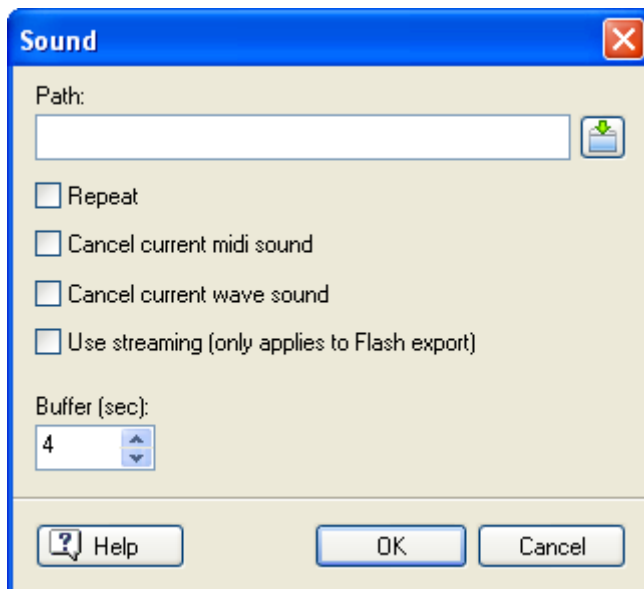 Sound
Path:
Repeat
Cancel current midi sound
Cancel current wave sound
Use streaming (only applies to Flash export)
Buffer (sec):
4
Help OK Cancel